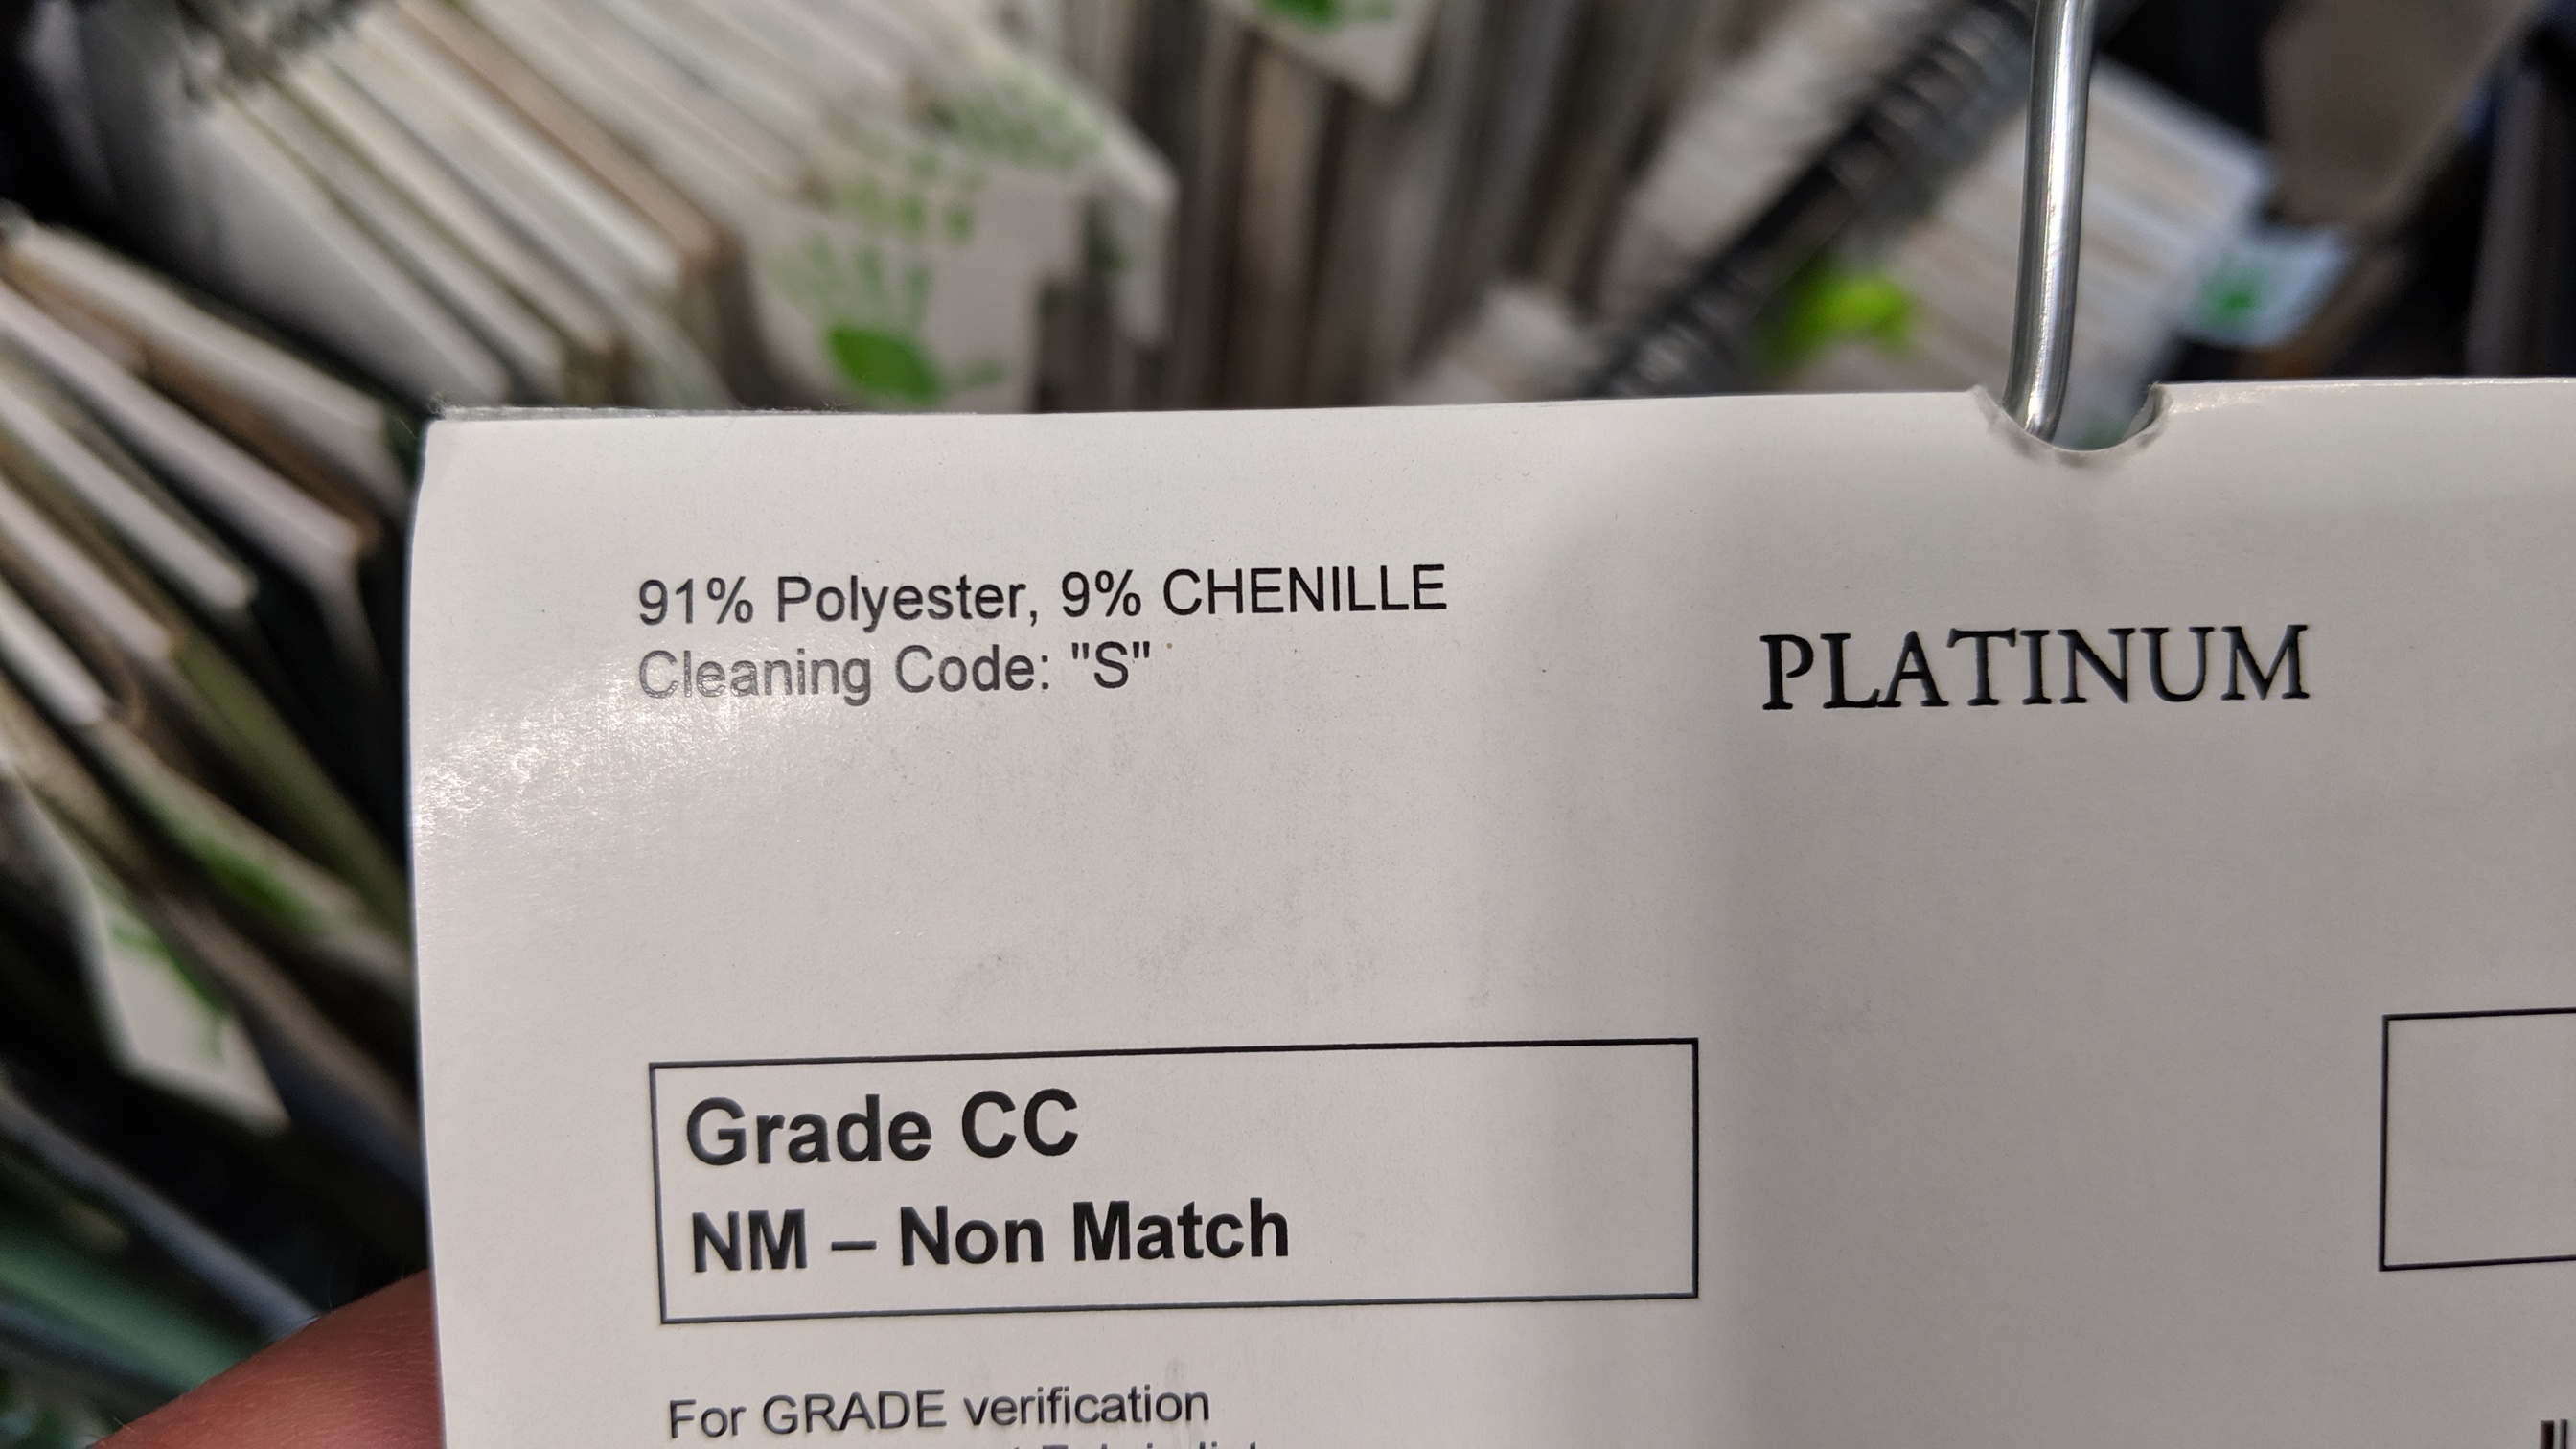 91% Polyester, 9% CHENILLE
Cleaning Code: "S"
PLATINUM
Grade CC
NM – Non Match
For GRADE verification